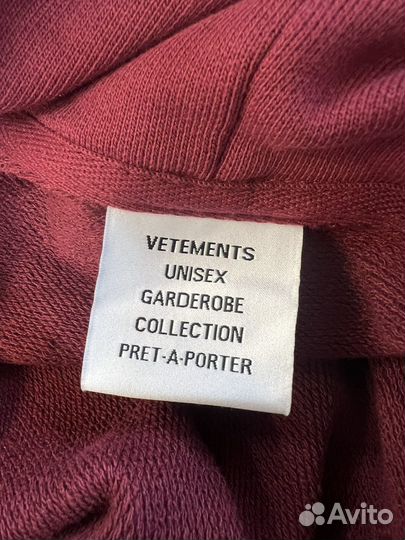 VETEMENTS
UNISEX
GARDEROBE
COLLECTION
PRET-A-PORTER
Avito